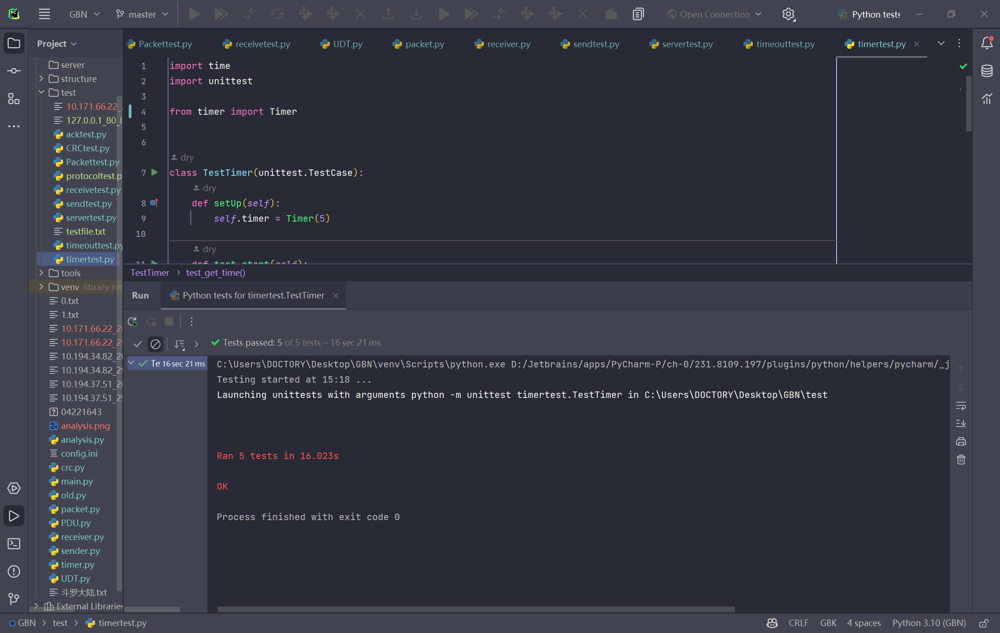 GBN master Open Connection Python tests
Project
Packettest.py receivetest.py UDT.py packet.py receiver.py sendtest.py servertest.py timeouttest.py timertest.py
server
structure
test
10.171.66.22_
127.0.0.1_80_
acktest.py
CRCtest.py
Packettest.py
protocoltest.p
receivetest.py
sendtest.py
servertest.py
testfile.txt
timeouttest.py
timertest.py
tools
venv library roo
0.txt
1.txt
10.171.66.22_20
10.171.66.22_29
10.194.34.82_20
10.194.34.82_29
10.194.37.51_20
10.194.37.51_29
04221643
analysis.png
analysis.py
config.ini
crc.py
main.py
old.py
packet.py
PDU.py
receiver.py
sender.py
timer.py
UDT.py
斗罗大陆.txt
External Libraries
1 import time
2 import unittest
3
4 from timer import Timer
5
6
dry
7 class TestTimer(unittest.TestCase):
dry
8 def setUp(self):
9 self.timer = Timer(5)
10
dry
11 def test_start(self):
TestTimer › test_get_time()
Run Python tests for timertest.TestTimer
Tests passed: 5 of 5 tests – 16 sec 21 ms
Te 16 sec 21 ms
C:\Users\DOCTORY\Desktop\GBN\venv\Scripts\python.exe D:/Jetbrains/apps/PyCharm-P/ch-0/231.8109.197/plugins/python/helpers/pycharm/_j
Testing started at 15:18 ...
Launching unittests with arguments python -m unittest timertest.TestTimer in C:\Users\DOCTORY\Desktop\GBN\test
Ran 5 tests in 16.023s
OK
Process finished with exit code 0
GBN › test › timertest.py CRLF GBK 4 spaces Python 3.10 (GBN)